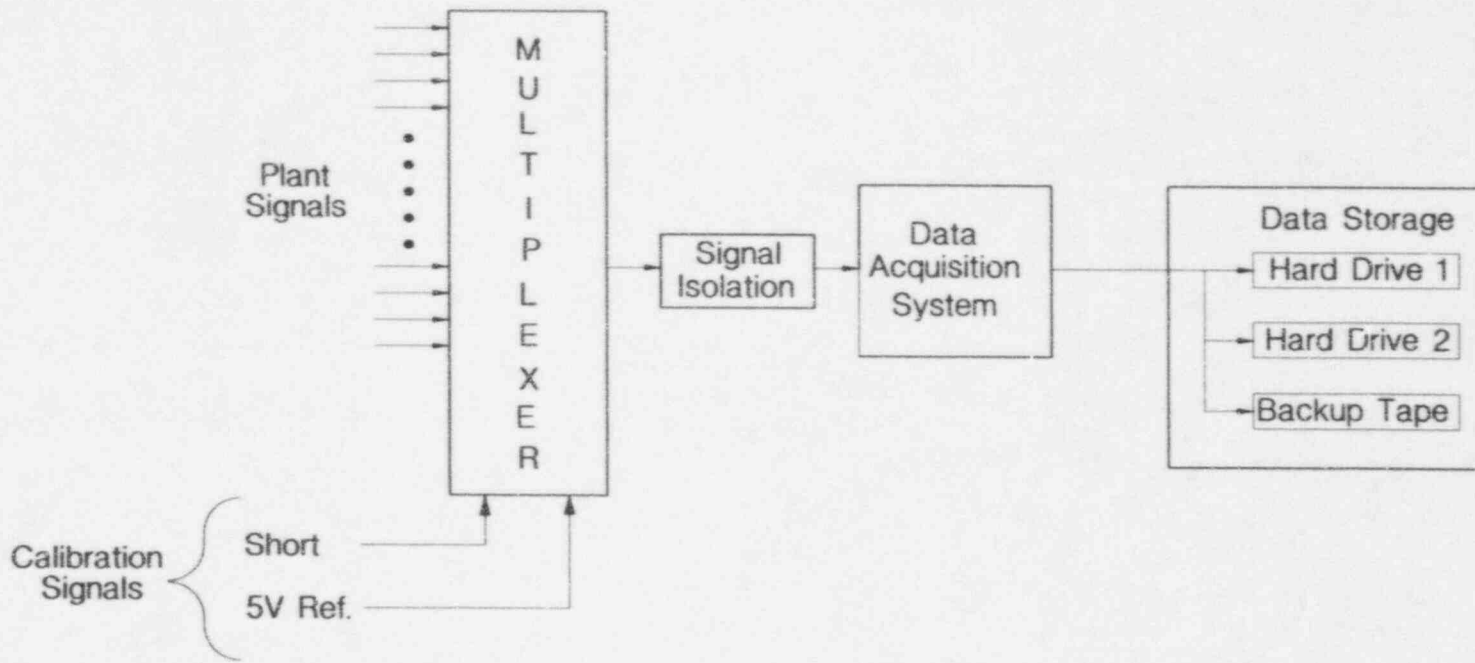 MULTIPLEXER
Plant
Signals
Signal
Isolation
Data
Acquisition
System
Data Storage
Hard Drive 1
Hard Drive 2
Backup Tape
Calibration
Signals
Short
5V Ref.